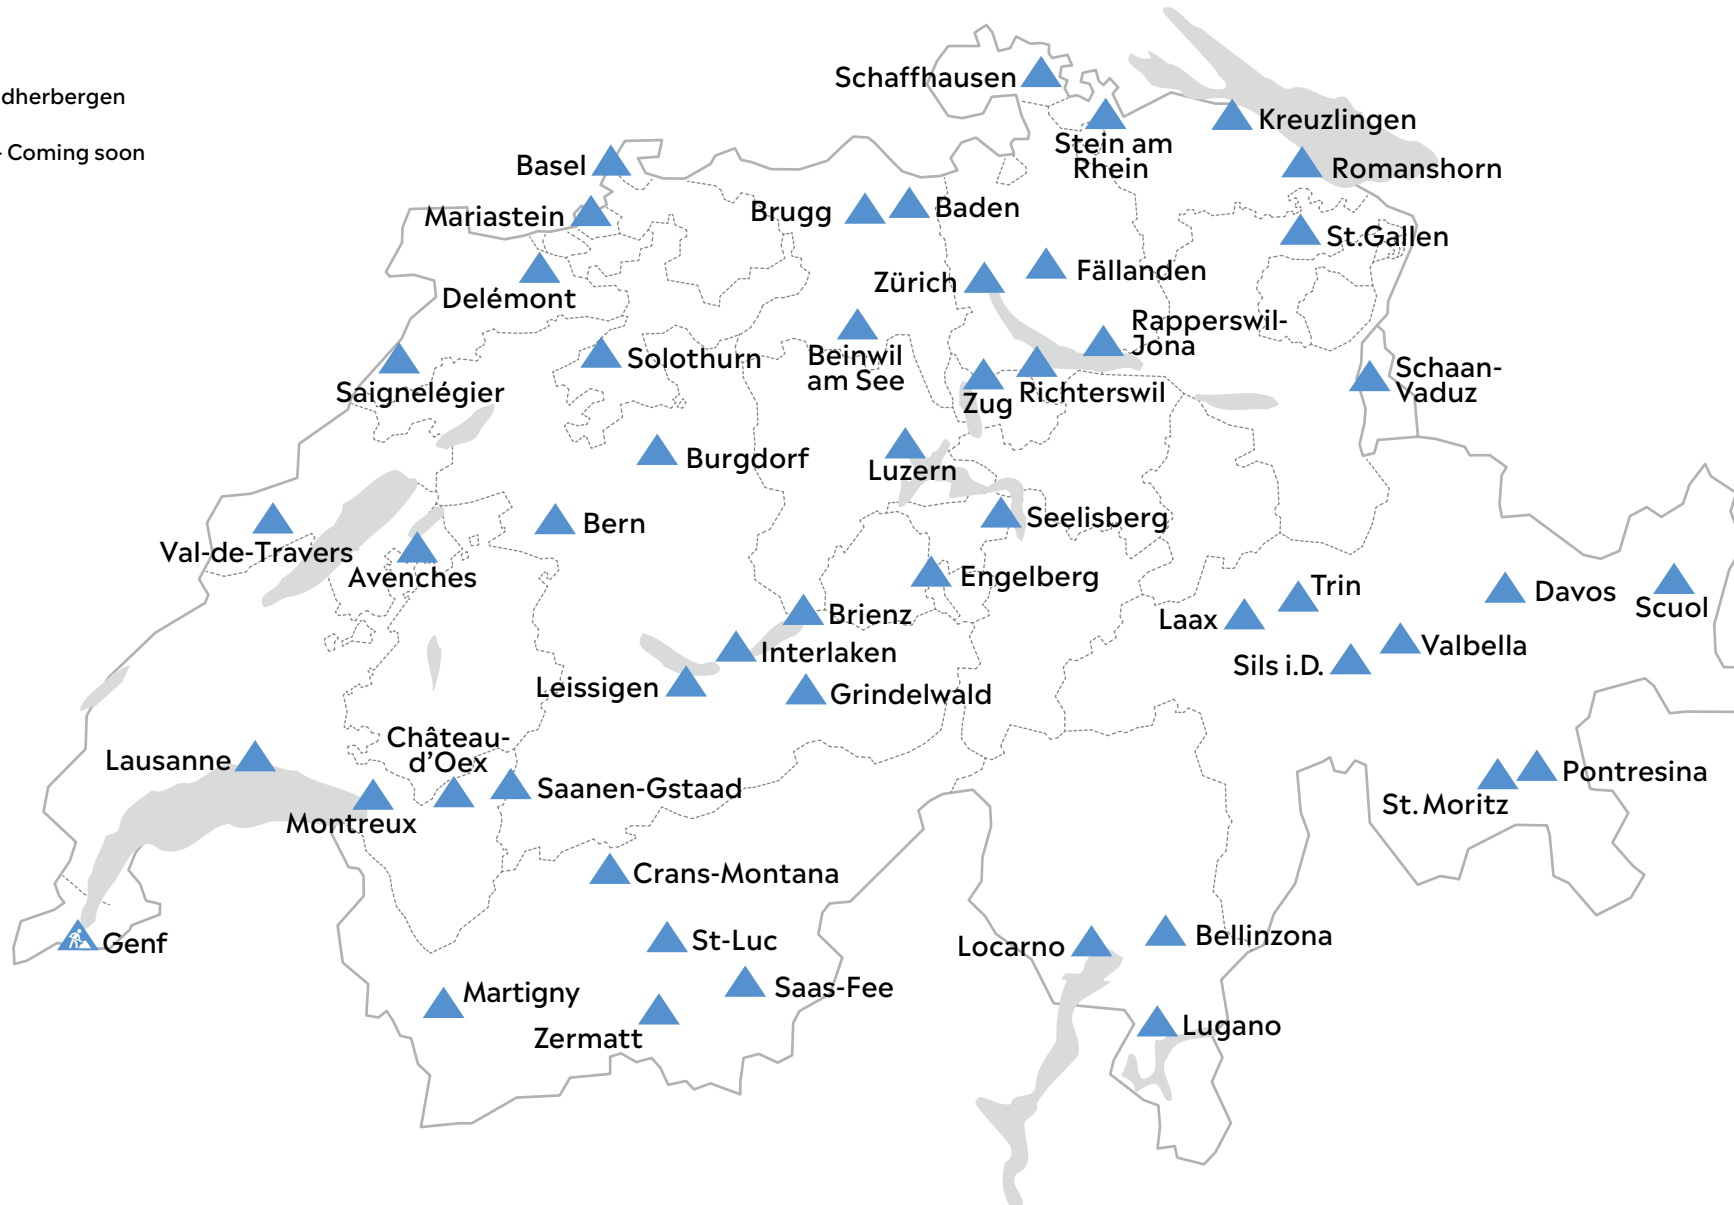 dherbergen
- Coming soon
Schaffhausen
Kreuzlingen
Stein am
Rhein
Basel
Romanshorn
Mariastein
Brugg
Baden
St.Gallen
Delémont
Zürich
Fällanden
Rapperswil-
Jona
Solothurn
Beinwil
am See
Saignelégier
Zug
Richterswil
Schaan-
Vaduz
Burgdorf
Luzern
Bern
Seelisberg
Val-de-Travers
Avenches
Engelberg
Trin
Davos
Scuol
Brienz
Laax
Interlaken
Valbella
Sils i.D.
Leissigen
Grindelwald
Château-
d'Oex
Lausanne
Saanen-Gstaad
Pontresina
St. Moritz
Montreux
Crans-Montana
Genf
St-Luc
Locarno
Bellinzona
Martigny
Saas-Fee
Zermatt
Lugano